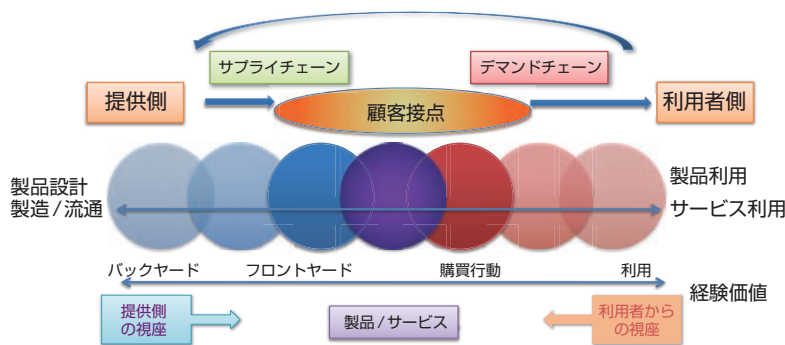 サプライチェーン
デマンドチェーン
提供側
顧客接点
利用者側
製品設計
製造/流通
製品利用
サービス利用
バックヤード
フロントヤード
購買行動
利用
経験価値
提供側
の視座
製品/サービス
利用者から
の視座